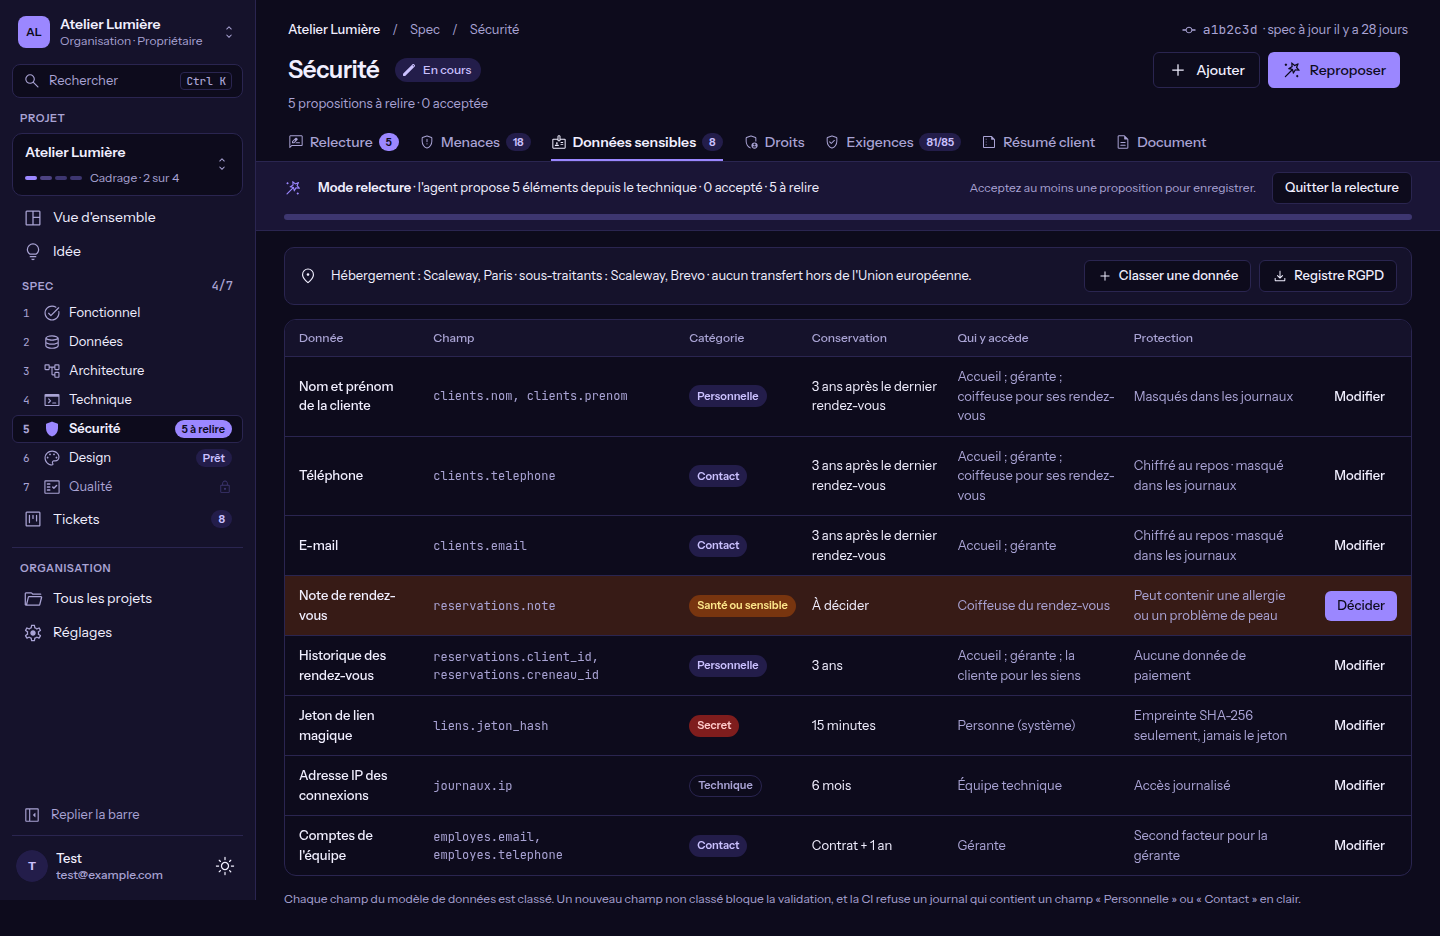 AL
Atelier Lumière
Organisation · Propriétaire
Rechercher
Ctrl K
PROJET
Atelier Lumière
Cadrage · 2 sur 4
Vue d'ensemble
Idée
SPEC 4/7
1 Fonctionnel
2 Données
3 Architecture
4 Technique
5 Sécurité 5 à relire
6 Design Prêt
7 Qualité
Tickets 8
ORGANISATION
Tous les projets
Réglages
Replier la barre
T
Test
test@example.com
Atelier Lumière / Spec / Sécurité
a1b2c3d · spec à jour il y a 28 jours
Sécurité
En cours
Ajouter
Reproposer
5 propositions à relire · 0 acceptée
Relecture 5
Menaces 18
Données sensibles 8
Droits
Exigences 81/85
Résumé client
Document
Mode relecture · l'agent propose 5 éléments depuis le technique · 0 accepté · 5 à relire
Acceptez au moins une proposition pour enregistrer.
Quitter la relecture
Hébergement : Scaleway, Paris · sous-traitants : Scaleway, Brevo · aucun transfert hors de l'Union européenne.
Classer une donnée
Registre RGPD
Donnée Champ Catégorie Conservation Qui y accède Protection
Nom et prénom
de la cliente
clients.nom, clients.prenom
Personnelle
3 ans après le dernier
rendez-vous
Accueil ; gérante ;
coiffeuse pour ses rendez-
vous
Masqués dans les journaux
Modifier
Téléphone
clients.telephone
Contact
3 ans après le dernier
rendez-vous
Accueil ; gérante ;
coiffeuse pour ses rendez-
vous
Chiffré au repos · masqué
dans les journaux
Modifier
E-mail
clients.email
Contact
3 ans après le dernier
rendez-vous
Accueil ; gérante
Chiffré au repos · masqué
dans les journaux
Modifier
Note de rendez-
vous
reservations.note
Santé ou sensible
À décider
Coiffeuse du rendez-vous
Peut contenir une allergie
ou un problème de peau
Décider
Historique des
rendez-vous
reservations.client_id,
reservations.creneau_id
Personnelle
3 ans
Accueil ; gérante ; la
cliente pour les siens
Aucune donnée de
paiement
Modifier
Jeton de lien
magique
liens.jeton_hash
Secret
15 minutes
Personne (système)
Empreinte SHA-256
seulement, jamais le jeton
Modifier
Adresse IP des
connexions
journaux.ip
Technique
6 mois
Équipe technique
Accès journalisé
Modifier
Comptes de
l'équipe
employes.email,
employes.telephone
Contact
Contrat + 1 an
Gérante
Second facteur pour la
gérante
Modifier
Chaque champ du modèle de données est classé. Un nouveau champ non classé bloque la validation, et la CI refuse un journal qui contient un champ « Personnelle » ou « Contact » en clair.